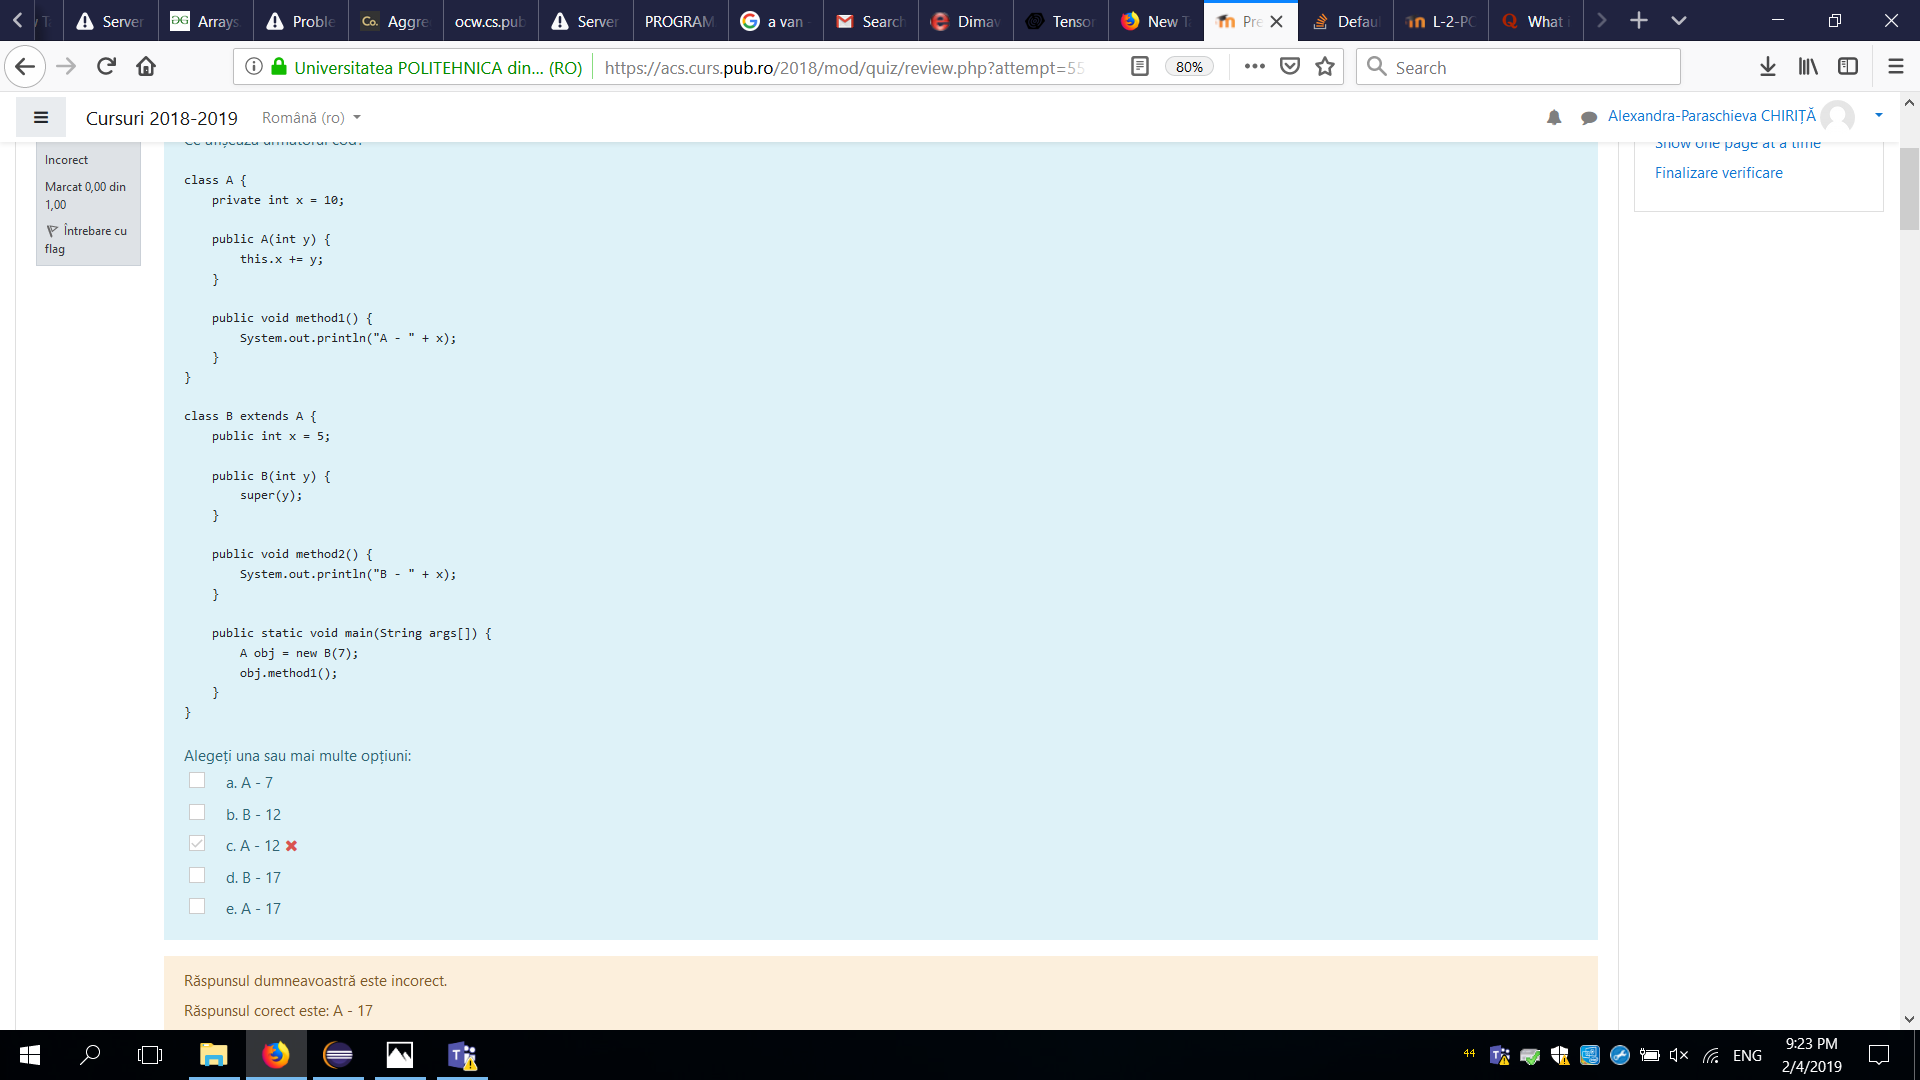 Server
Arrays
Proble
Co. Aggre
ocw.cs.pub
Server
PROGRAM
a van
Search
Dimav
Tensor
New T
Pre
Defaul
L-2-PC
What i
Universitatea POLITEHNICA din... (RO)
https://acs.curs.pub.ro/2018/mod/quiz/review.php?attempt=55
80%
Search
Cursuri 2018-2019
Română (ro)
Alexandra-Paraschieva CHIRIȚĂ
Ce afișează următorul cod?
Incorect
Marcat 0,00 din
1,00
Întrebare cu
flag
class A {
    private int x = 10;
    public A(int y) {
        this.x += y;
    }
    public void method1() {
        System.out.println("A - " + x);
    }
}
class B extends A {
    public int x = 5;
    public B(int y) {
        super(y);
    }
    public void method2() {
        System.out.println("B - " + x);
    }
    public static void main(String args[]) {
        A obj = new B(7);
        obj.method1();
    }
}
Alegeți una sau mai multe opțiuni:
a. A - 7
b. B - 12
c. A - 12
d. B - 17
e. A - 17
Răspunsul dumneavoastră este incorect.
Răspunsul corect este: A - 17
Show one page at a time
Finalizare verificare
44
ENG
9:23 PM
2/4/2019